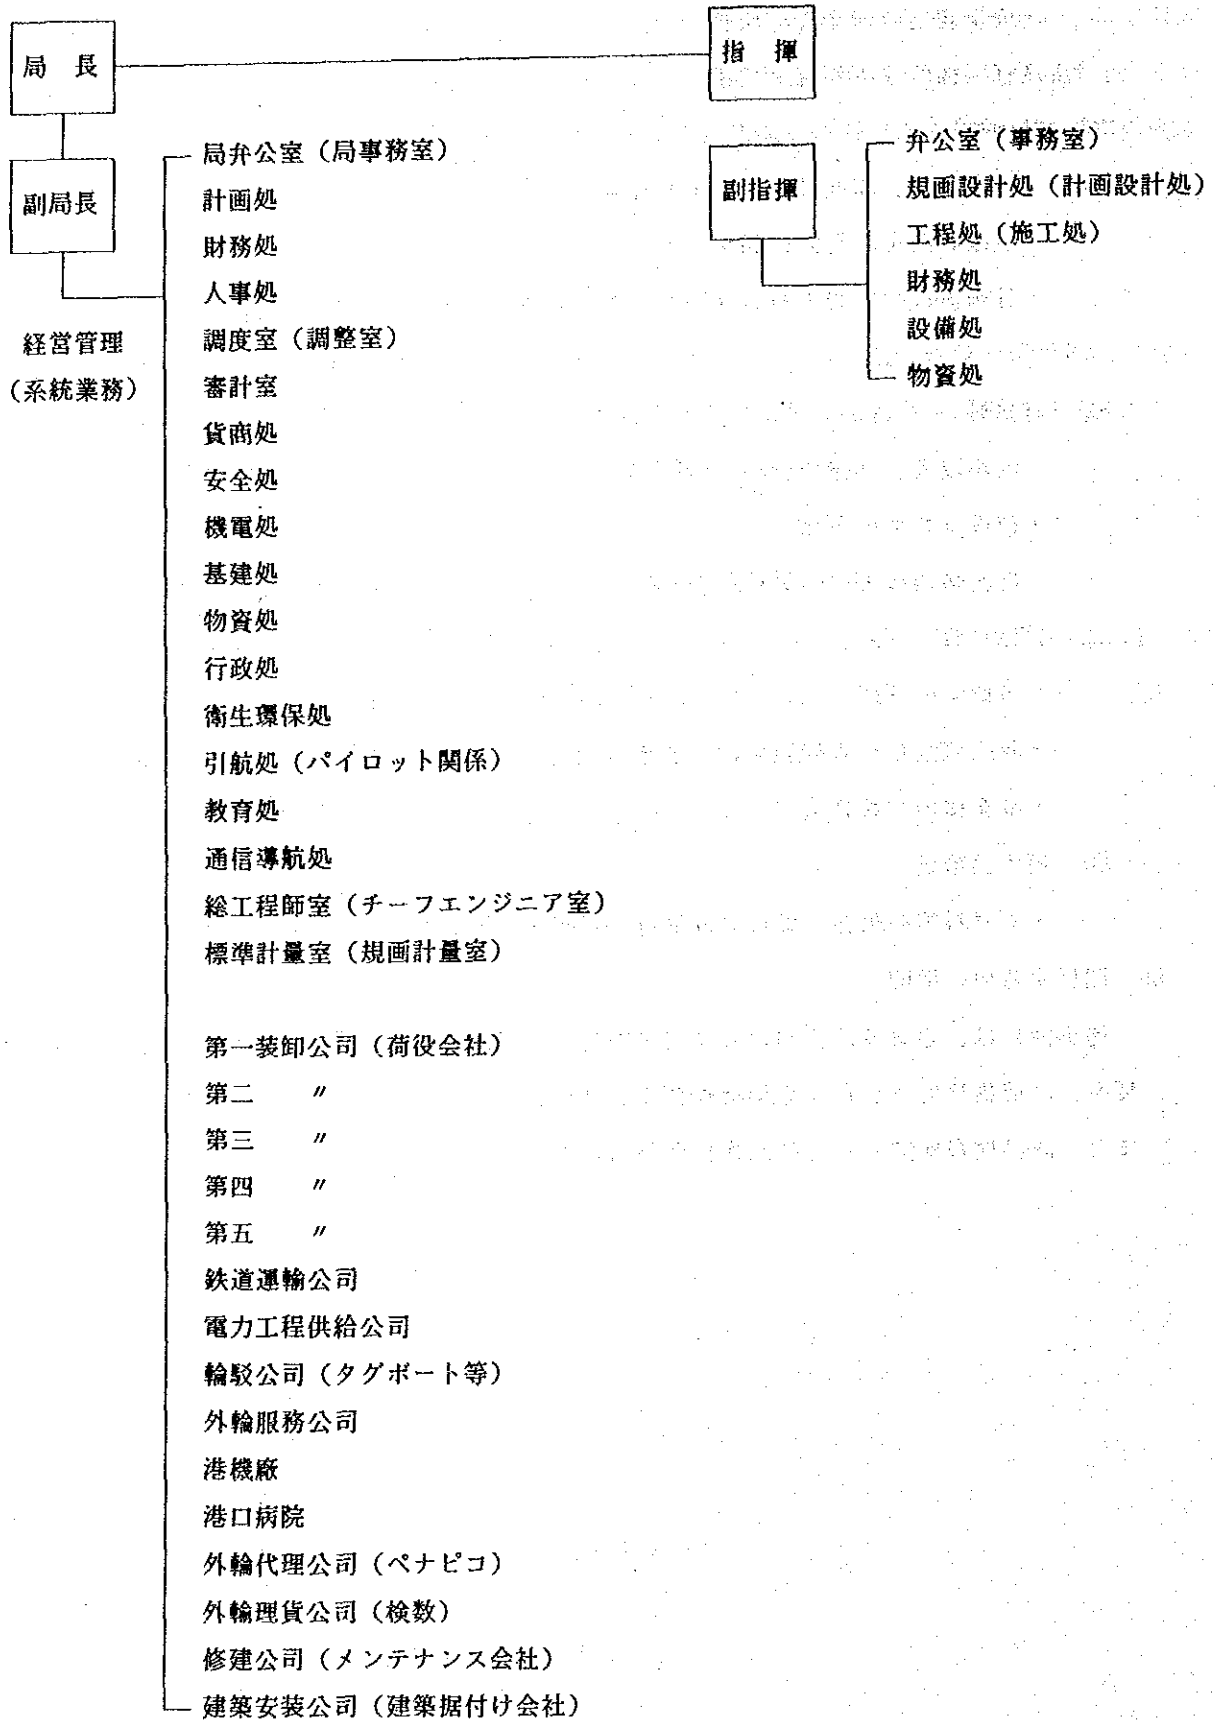 局　長
指　揮
副局長
経営管理
（系統業務）
局弁公室（局事務室）
計画処
財務処
人事処
調度室（調整室）
審計室
貨商処
安全処
機電処
基建処
物資処
行政処
衛生環保処
引航処（パイロット関係）
教育処
通信導航処
総工程師室（チーフエンジニア室）
標準計量室（規画計量室）
第一装卸公司（荷役会社）
第二　　〃
第三　　〃
第四　　〃
第五　　〃
鉄道運輸公司
電力工程供給公司
輪駁公司（タグボート等）
外輪服務公司
港機廠
港口病院
外輪代理公司（ペナビコ）
外輪理貨公司（検数）
修建公司（メンテナンス会社）
建築安装公司（建築据付け会社）
副指揮
弁公室（事務室）
規画設計処（計画設計処）
工程処（施工処）
財務処
設備処
物資処